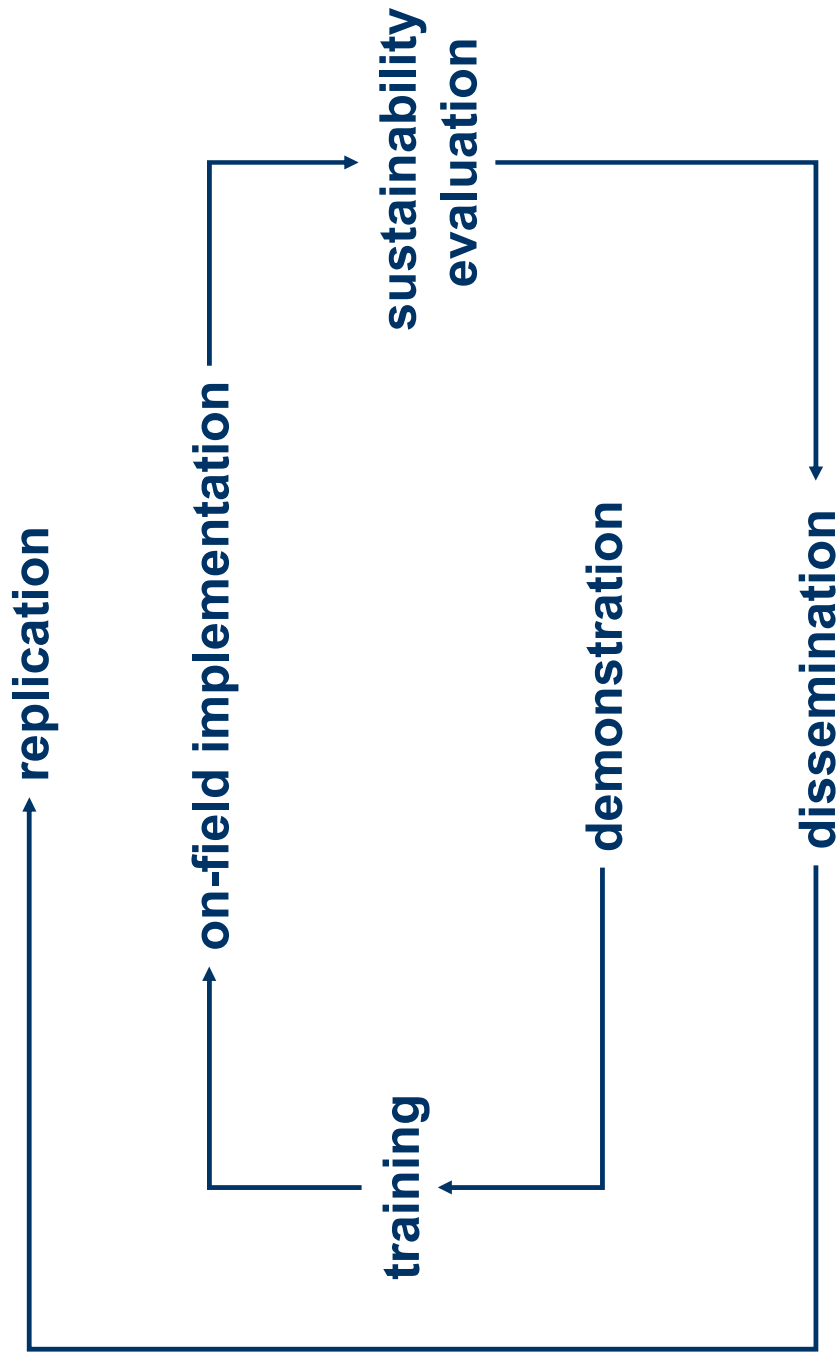 replication
on-field implementation
sustainability
evaluation
training
demonstration
dissemination